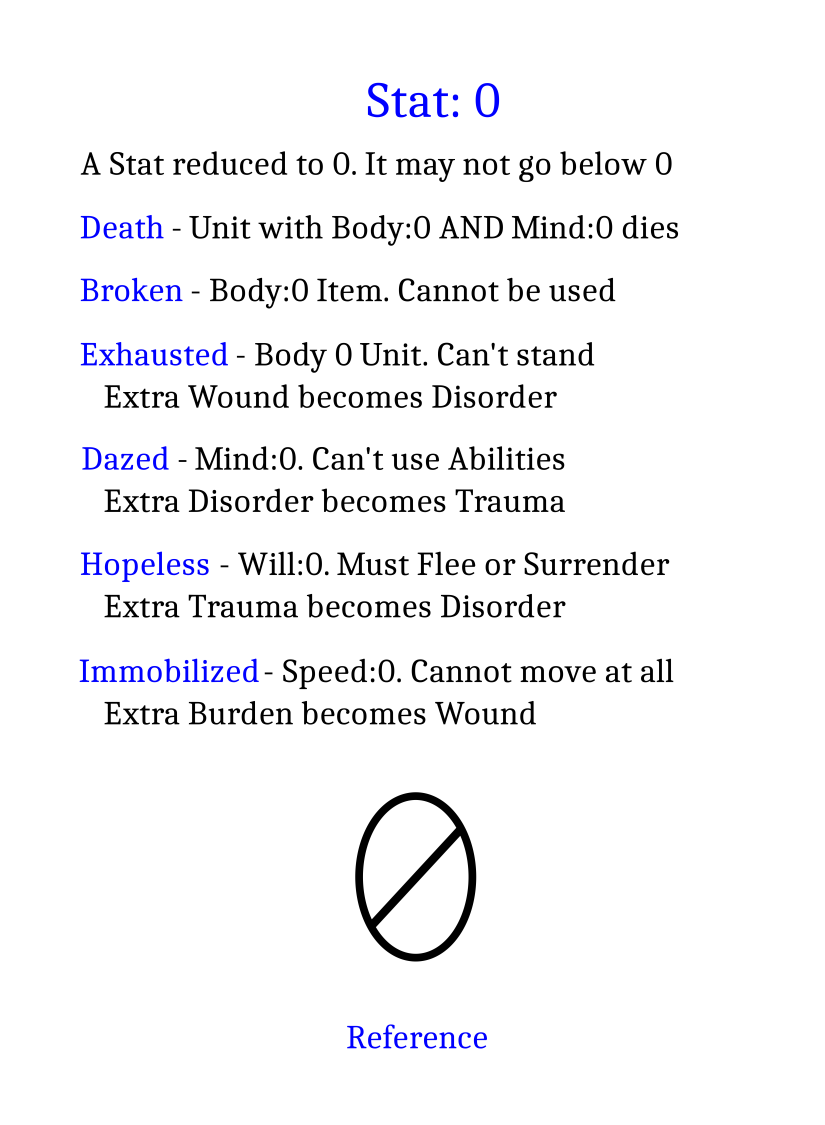 Stat: 0
A Stat reduced to 0. It may not go below 0
Death - Unit with Body:0 AND Mind:0 dies
Broken - Body:0 Item. Cannot be used
Exhausted - Body 0 Unit. Can't stand
Extra Wound becomes Disorder
Dazed - Mind:0. Can't use Abilities
Extra Disorder becomes Trauma
Hopeless - Will:0. Must Flee or Surrender
Extra Trauma becomes Disorder
Immobilized - Speed:0. Cannot move at all
Extra Burden becomes Wound
Reference